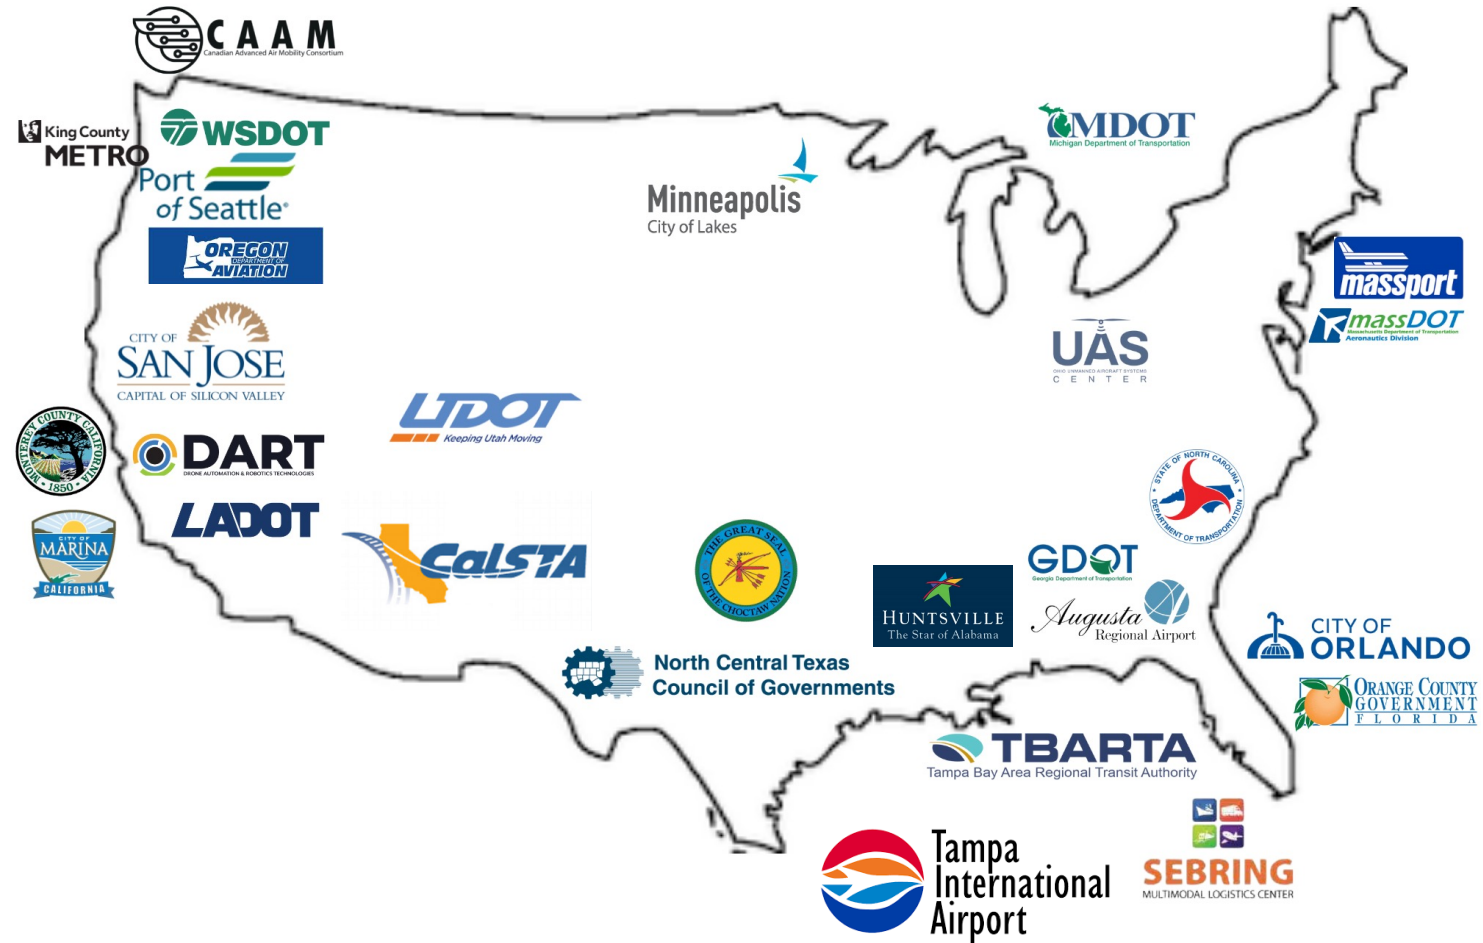 CAAM
Canadian Advanced Air Mobility Consortium
King County
METRO
WSDOT
Port
of Seattle
OREGON
DEPARTMENT OF
AVIATION
CITY OF
SAN JOSE
CAPITAL OF SILICON VALLEY
MONTEREY COUNTY CALIFORNIA
1850
DART
DRONE AUTOMATION & ROBOTICS TECHNOLOGIES
LADOT
CITY OF
MARINA
CALIFORNIA
UDOT
Keeping Utah Moving
CalSTA
Minneapolis
City of Lakes
MDOT
Michigan Department of Transportation
massport
massDOT
Massachusetts Department of Transportation
Aeronautics Division
UAS
OHIO UNMANNED AIRCRAFT SYSTEMS
CENTER
STATE OF NORTH CAROLINA
DEPARTMENT OF TRANSPORTATION
THE GREAT SEAL
OF THE CHOCTAW NATION
HUNTSVILLE
The Star of Alabama
GDOT
Georgia Department of Transportation
Augusta
Regional Airport
CITY OF
ORLANDO
ORANGE COUNTY
GOVERNMENT
FLORIDA
North Central Texas
Council of Governments
TBARTA
Tampa Bay Area Regional Transit Authority
Tampa
International
Airport
SEBRING
MULTIMODAL LOGISTICS CENTER